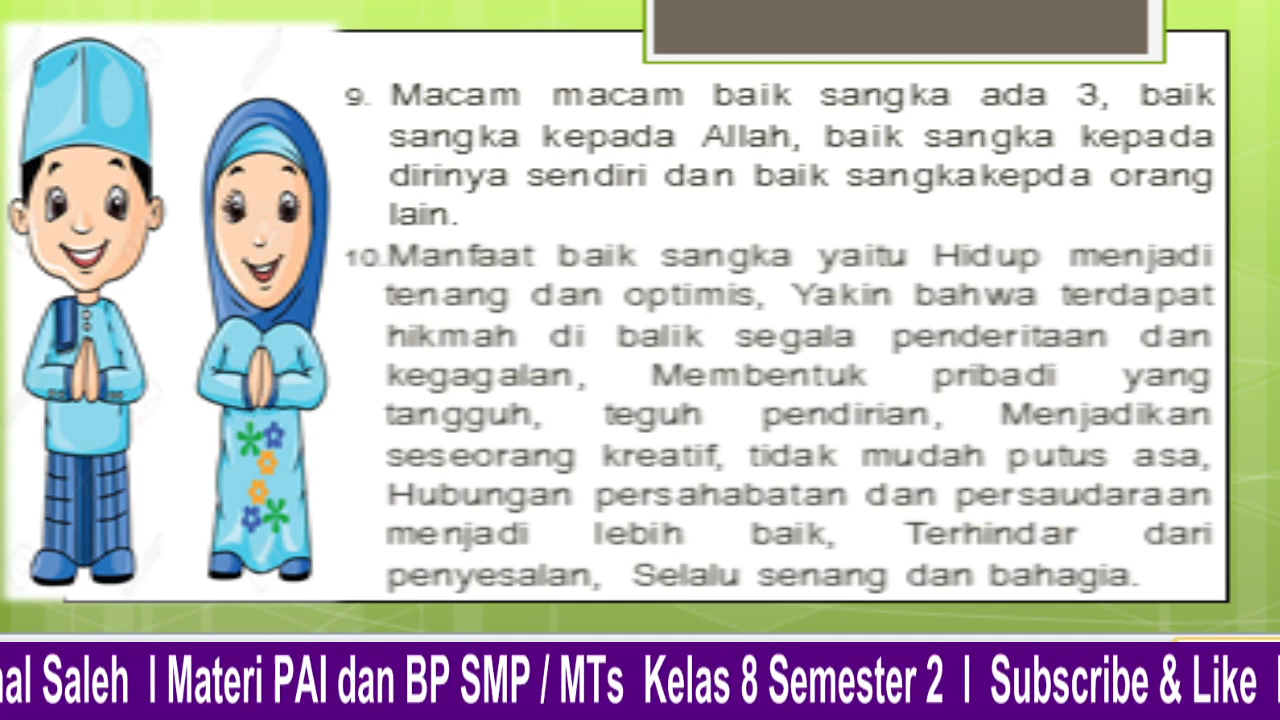 9. Macam macam baik sangka ada 3, baik
sangka kepada Allah, baik sangka kepada
dirinya sendiri dan baik sangkakepda orang
lain.
10.Manfaat baik sangka yaitu Hidup menjadi
tenang dan optimis, Yakin bahwa terdapat
hikmah di balik segala penderitaan dan
kegagalan, Membentuk pribadi yang
tangguh, teguh pendirian, Menjadikan
seseorang kreatif, tidak mudah putus asa,
Hubungan persahabatan dan persaudaraan
menjadi lebih baik, Terhindar dari
penyesalan, Selalu senang dan bahagia.
nal Saleh I Materi PAI dan BP SMP / MTs Kelas 8 Semester 2 I Subscribe & Like